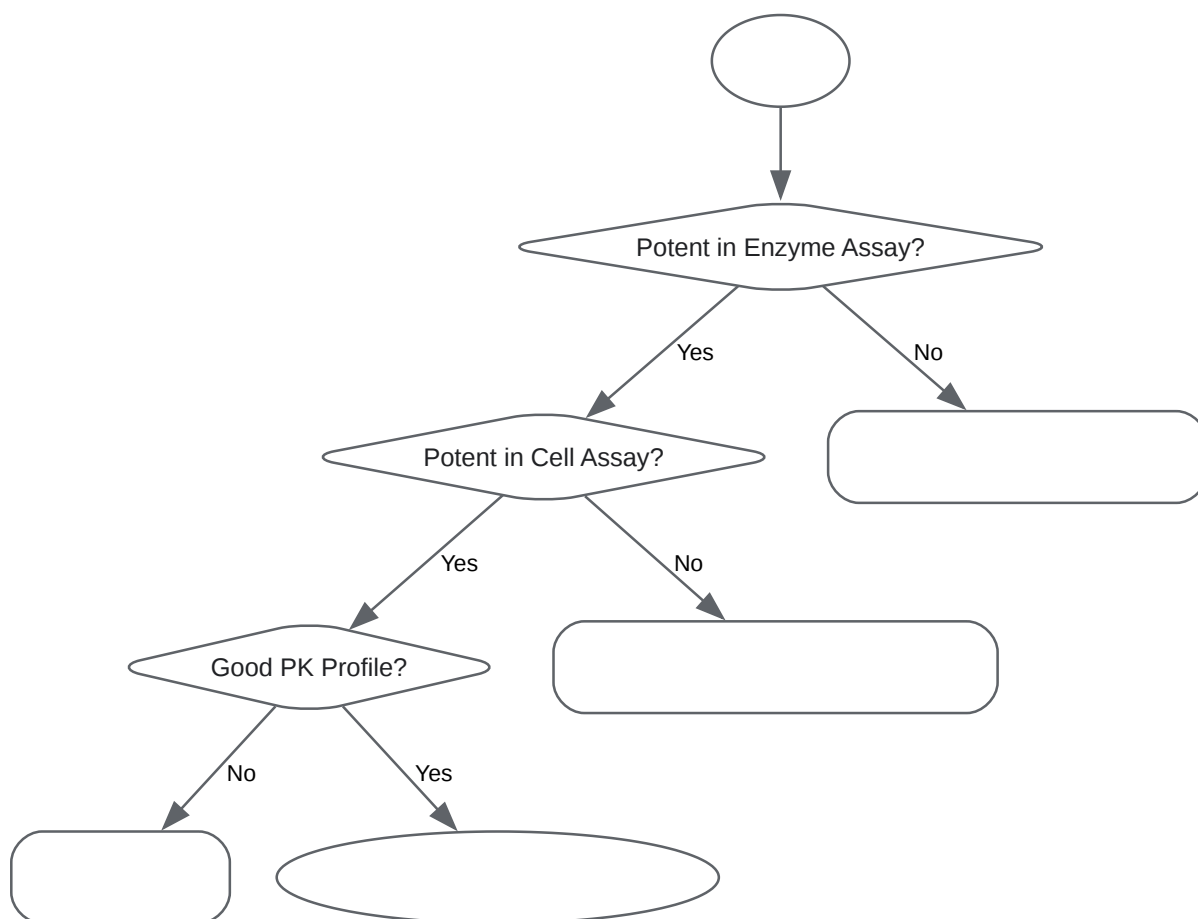 Potent in Enzyme Assay?
Yes
No
Potent in Cell Assay?
Yes
No
Good PK Profile?
No
Yes